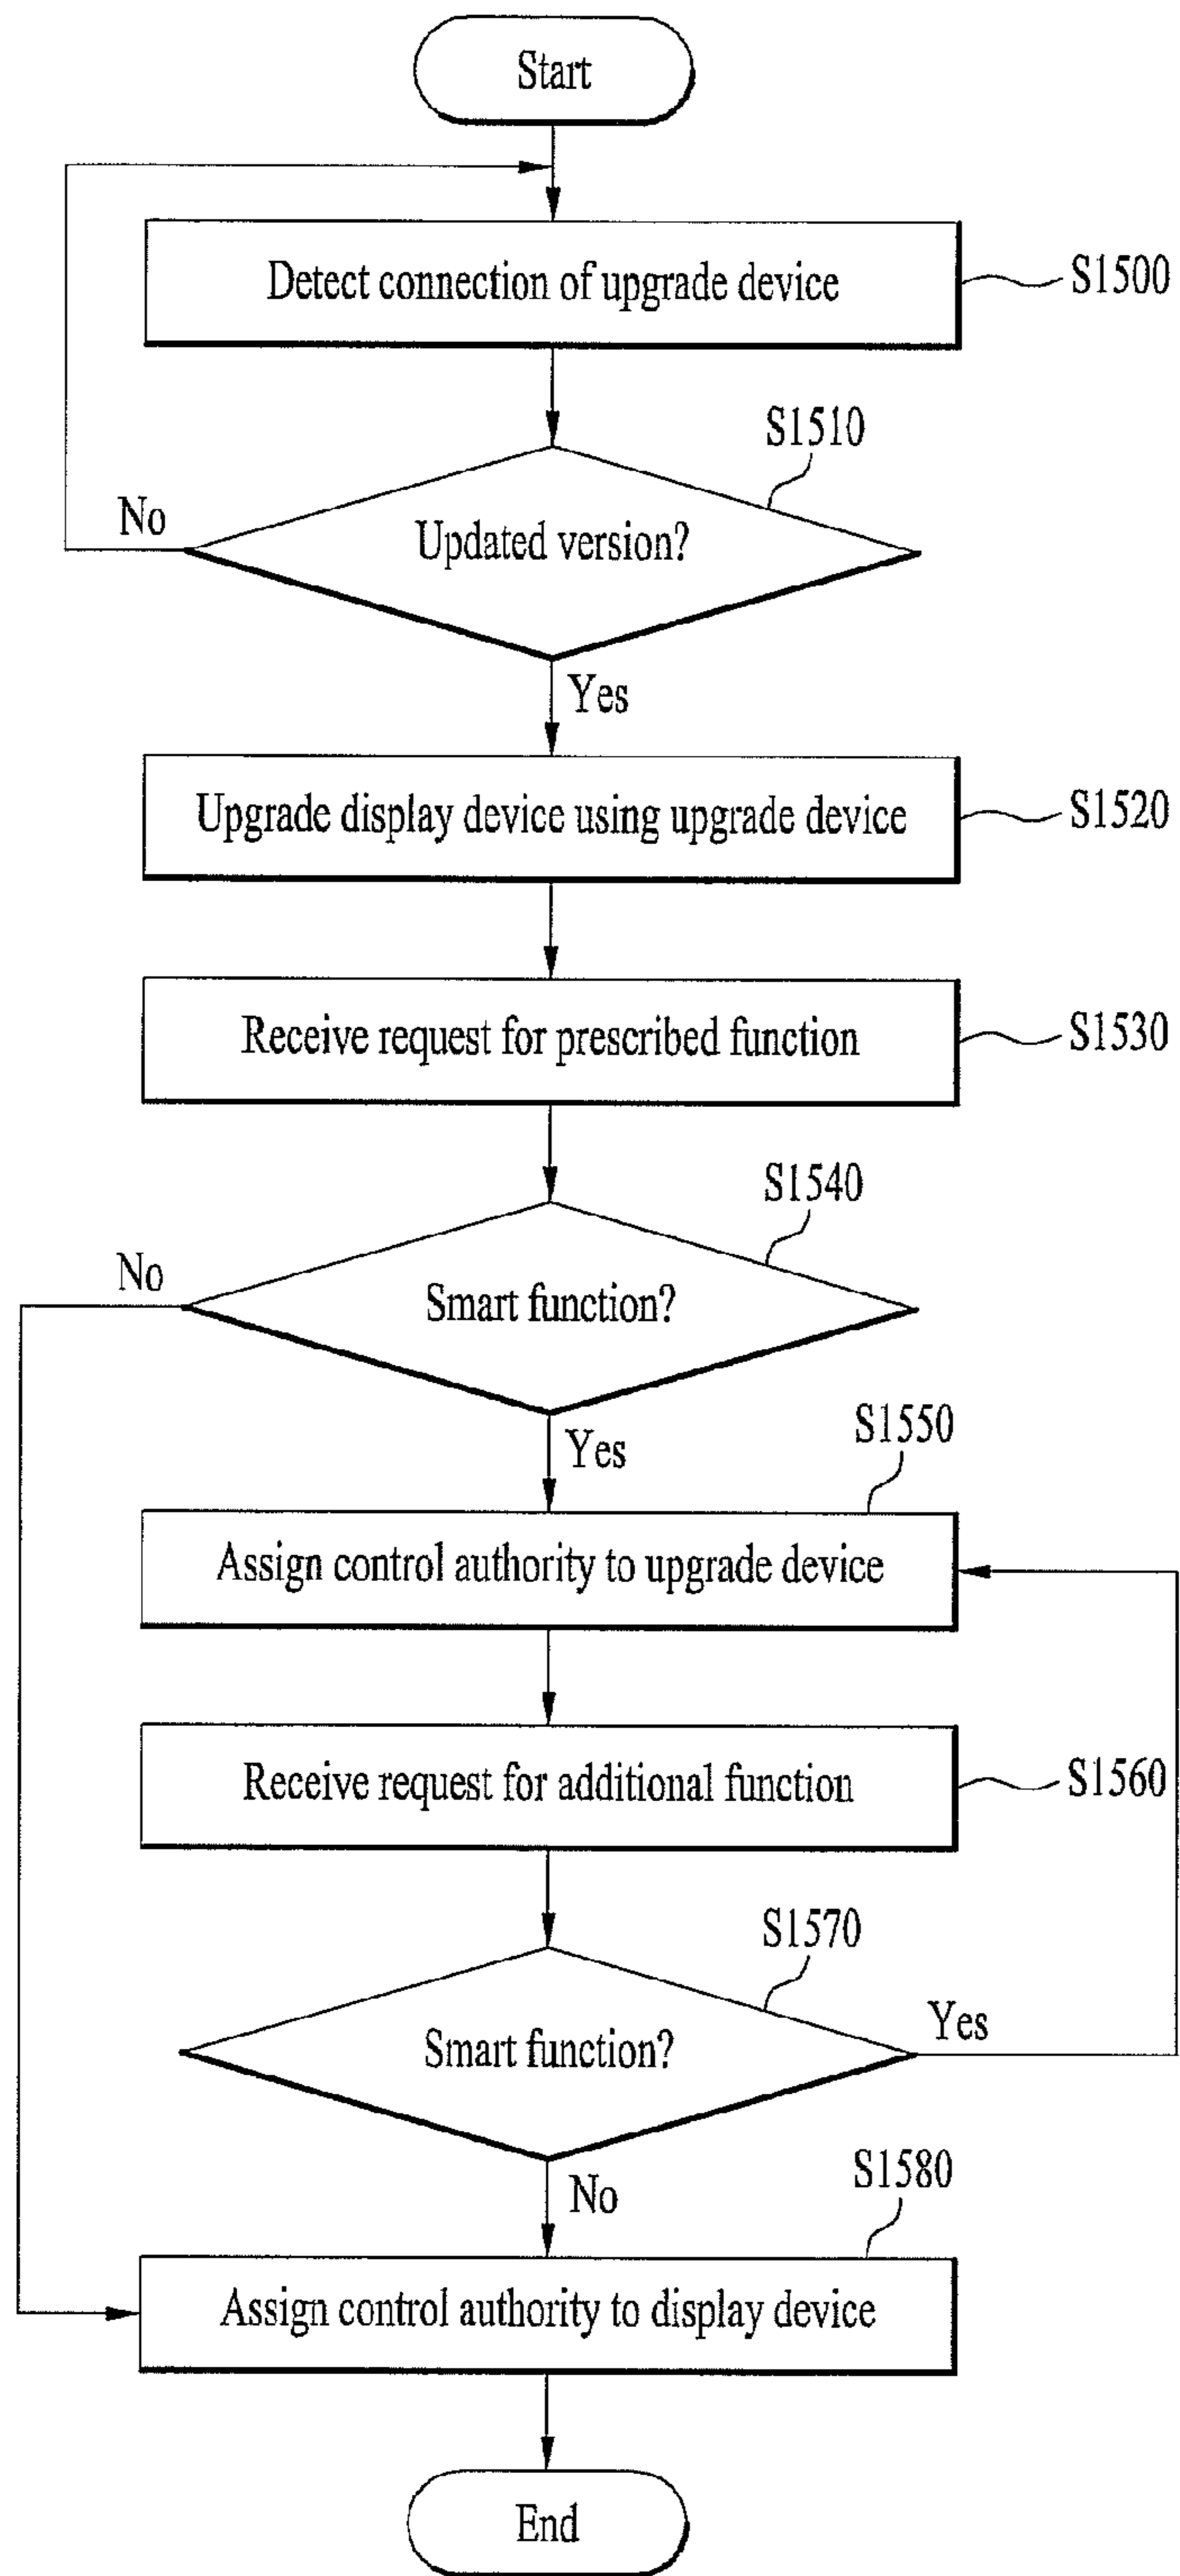 Start
Detect connection of upgrade device
S1500
S1510
No
Updated version?
Yes
Upgrade display device using upgrade device
S1520
Receive request for prescribed function
S1530
S1540
No
Smart function?
Yes
S1550
Assign control authority to upgrade device
Receive request for additional function
S1560
S1570
Smart function?
Yes
No
S1580
Assign control authority to display device
End